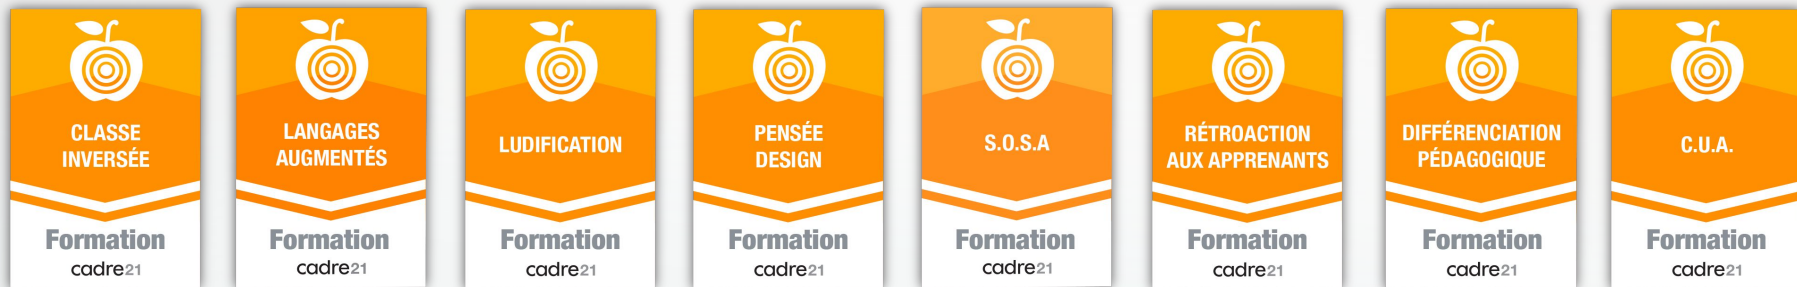 CLASSE
INVERSÉE
Formation
cadre21
LANGAGES
AUGMENTÉS
Formation
cadre21
LUDIFICATION
Formation
cadre21
PENSÉE
DESIGN
Formation
cadre21
S.O.S.A
Formation
cadre21
RÉTROACTION
AUX APPRENANTS
Formation
cadre21
DIFFÉRENCIATION
PÉDAGOGIQUE
Formation
cadre21
C.U.A.
Formation
cadre21